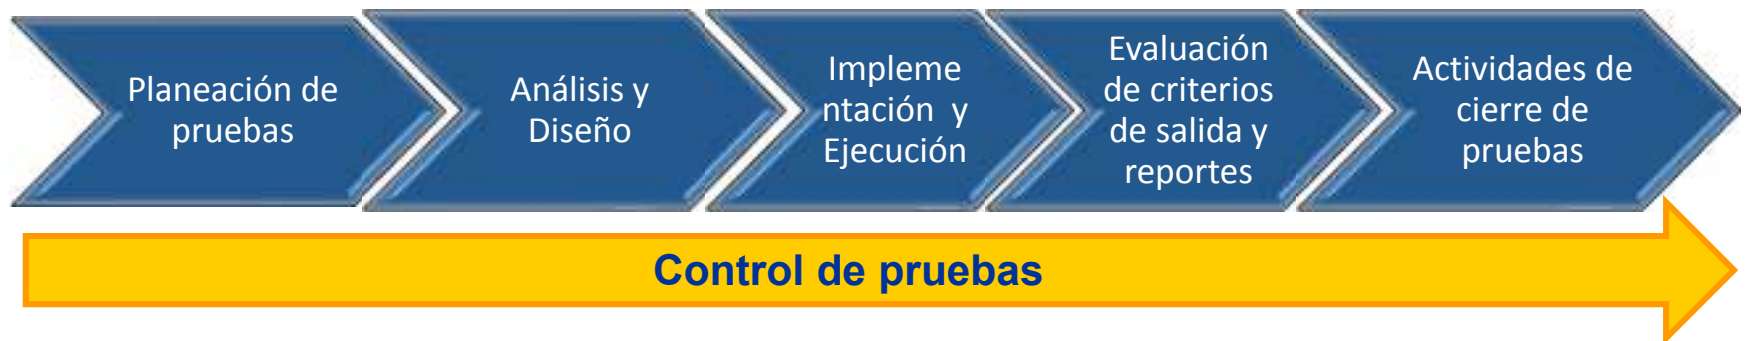 Planeación de
pruebas
Análisis y
Diseño
Impleme
ntación y
Ejecución
Evaluación
de criterios
de salida y
reportes
Actividades de
cierre de
pruebas
Control de pruebas